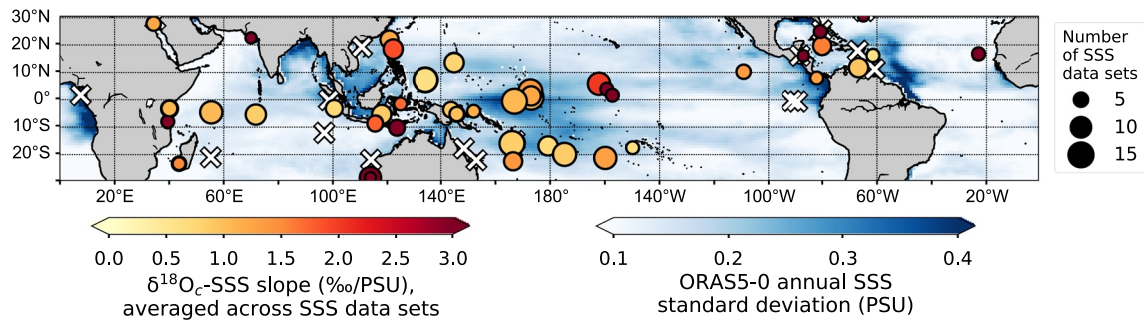 30°N
20°N
10°N
0°
10°S
20°S
20°E 60°E 100°E 140°E 180° 140°W 100°W 60°W 20°W
Number
of SSS
data sets
5
10
15
0.0 0.5 1.0 1.5 2.0 2.5 3.0
δ¹⁸O_c-SSS slope (‰/PSU),
averaged across SSS data sets
0.1 0.2 0.3 0.4
ORAS5-0 annual SSS
standard deviation (PSU)